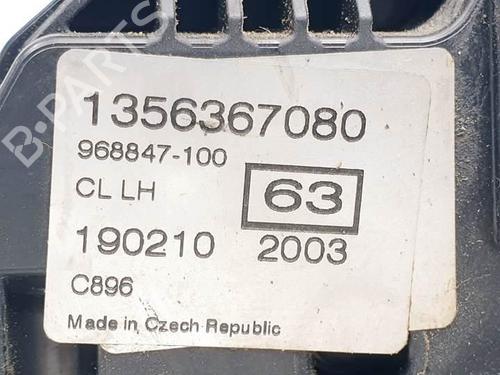 1356367080
968847-100
CL LH
63
190210 2003
C896
Made in Czech Republic
B-PARTS